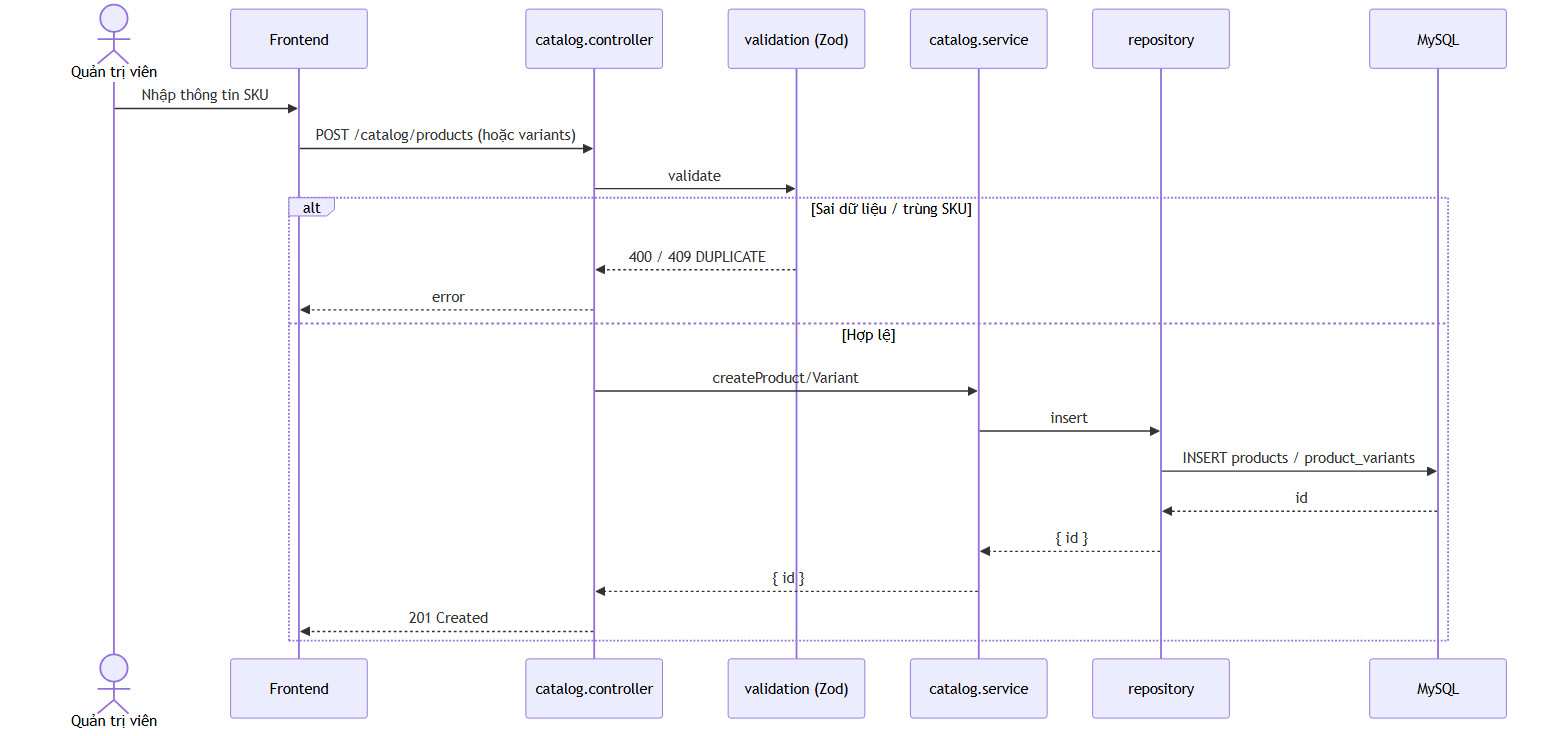 Quản trị viên
Frontend
catalog.controller
validation (Zod)
catalog.service
repository
MySQL
Nhập thông tin SKU
POST /catalog/products (hoặc variants)
validate
alt
[Sai dữ liệu / trùng SKU]
400 / 409 DUPLICATE
error
[Hợp lệ]
createProduct/Variant
insert
INSERT products / product_variants
id
{ id }
{ id }
201 Created
Quản trị viên
Frontend
catalog.controller
validation (Zod)
catalog.service
repository
MySQL